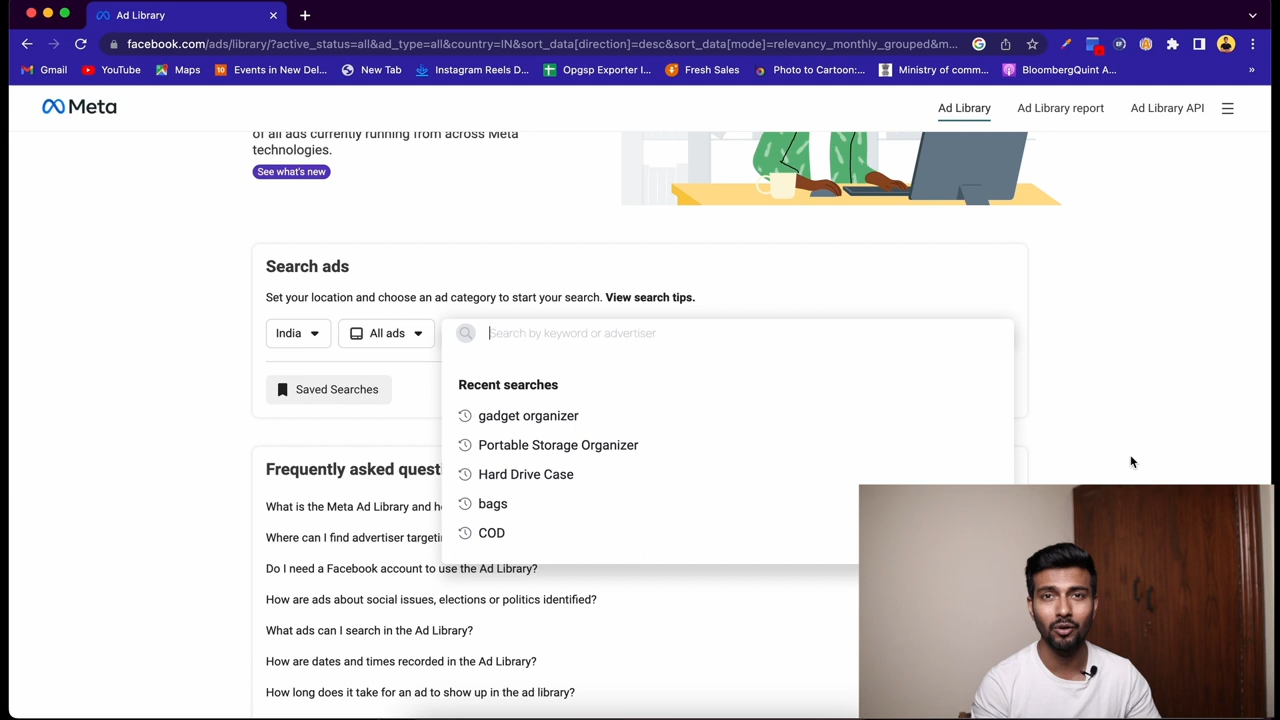 Ad Library
facebook.com/ads/library/?active_status=all&ad_type=all&country=IN&sort_data[direction]=desc&sort_data[mode]=relevancy_monthly_grouped&m...
Gmail
YouTube
Maps
Events in New Del...
New Tab
Instagram Reels D...
Opgsp Exporter I...
Fresh Sales
Photo to Cartoon:...
Ministry of comm...
BloombergQuint A...
»
Meta
Ad Library
Ad Library report
Ad Library API
of all ads currently running from across Meta
technologies.
See what's new
Search ads
Set your location and choose an ad category to start your search. View search tips.
India
All ads
Search by keyword or advertiser
Saved Searches
Recent searches
gadget organizer
Portable Storage Organizer
Hard Drive Case
bags
COD
Frequently asked questi
What is the Meta Ad Library and h
Where can I find advertiser targeti
Do I need a Facebook account to use the Ad Library?
How are ads about social issues, elections or politics identified?
What ads can I search in the Ad Library?
How are dates and times recorded in the Ad Library?
How long does it take for an ad to show up in the ad library?